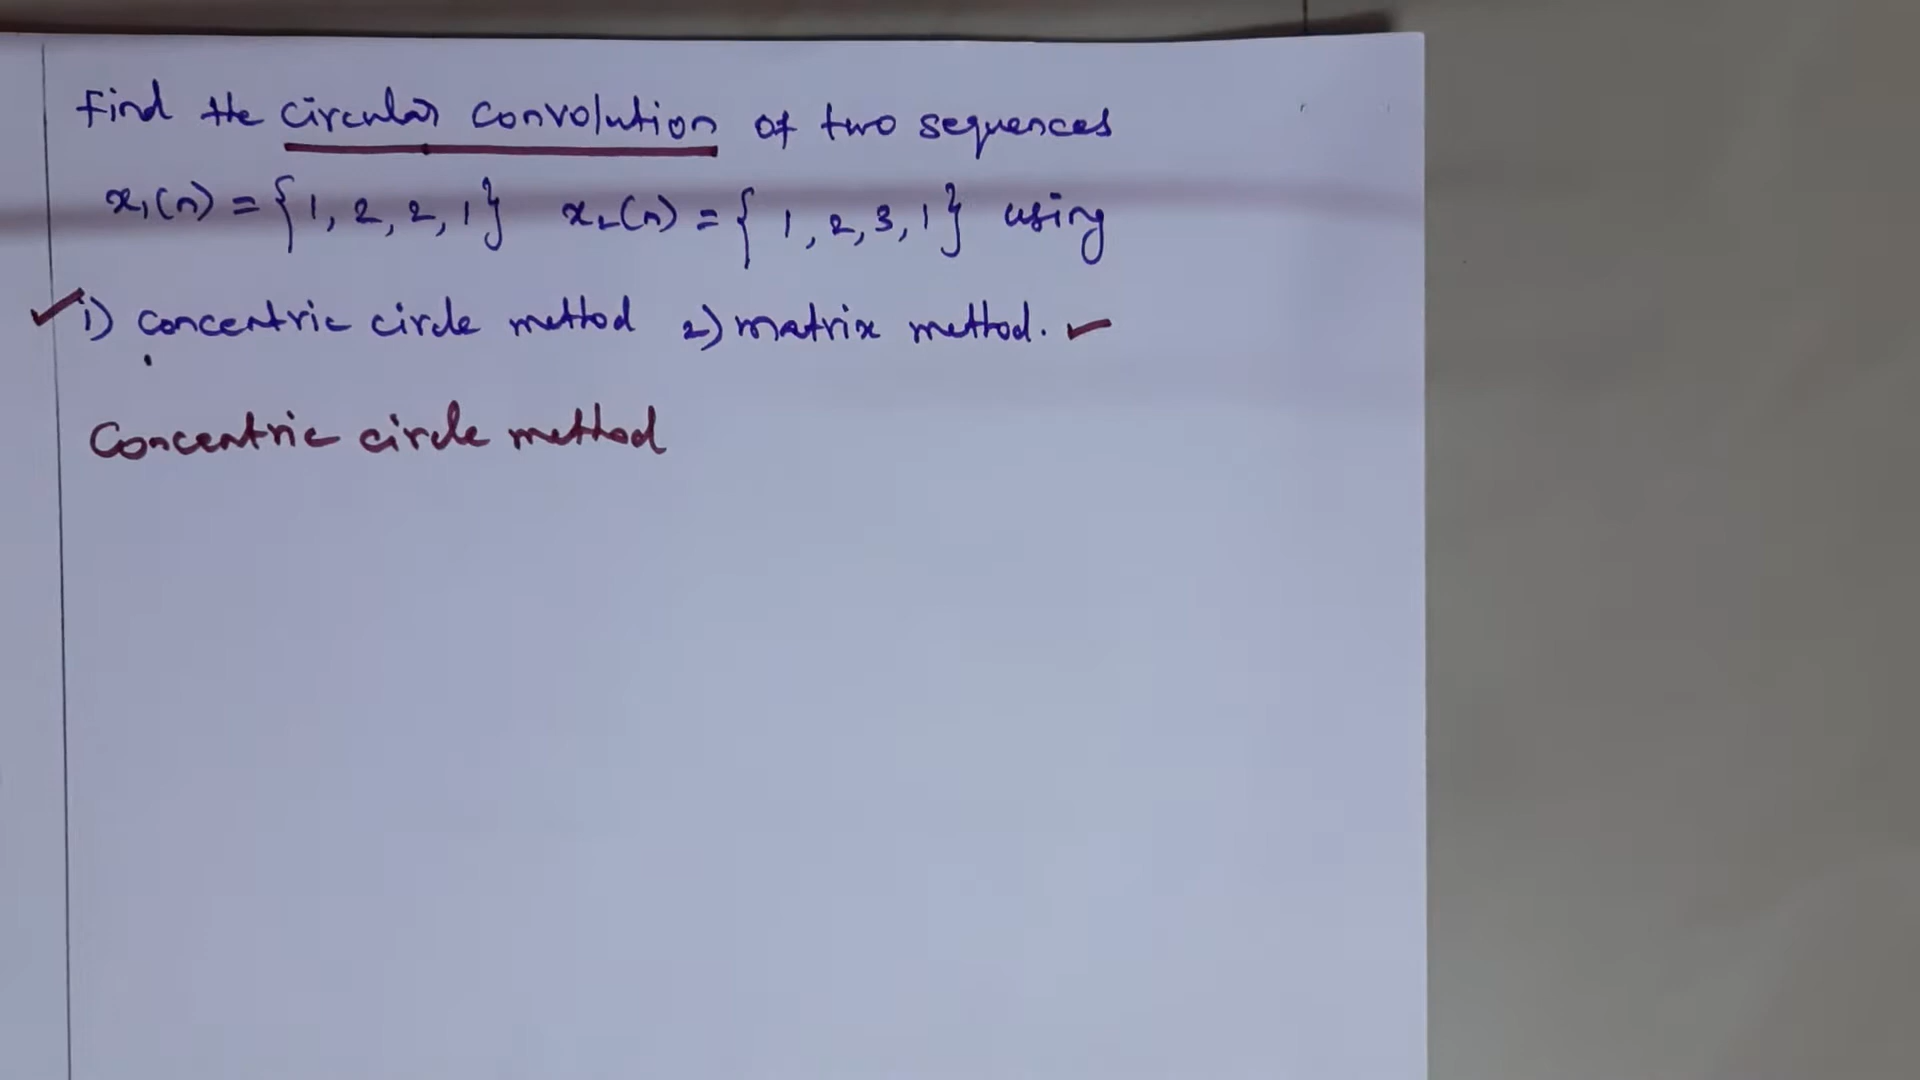 Find the circular convolution of two sequences
x₁(n) = {1, 2, 2, 1} x₂(n) = {1, 2, 3, 1} using
1) concentric circle method 2) matrix method.
Concentric circle method